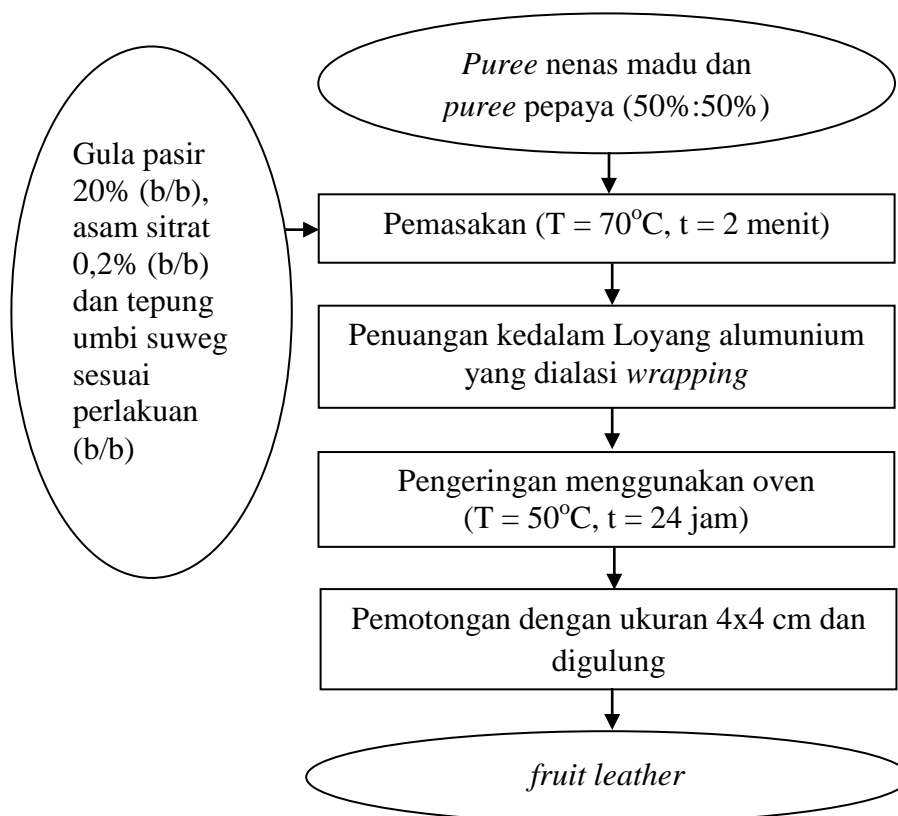 Puree nenas madu dan
puree pepaya (50%:50%)
Gula pasir
20% (b/b),
asam sitrat
0,2% (b/b)
dan tepung
umbi suweg
sesuai
perlakuan
(b/b)
Pemasakan (T = 70°C, t = 2 menit)
Penuangan kedalam Loyang alumunium
yang dialasi wrapping
Pengeringan menggunakan oven
(T = 50°C, t = 24 jam)
Pemotongan dengan ukuran 4x4 cm dan
digulung
fruit leather